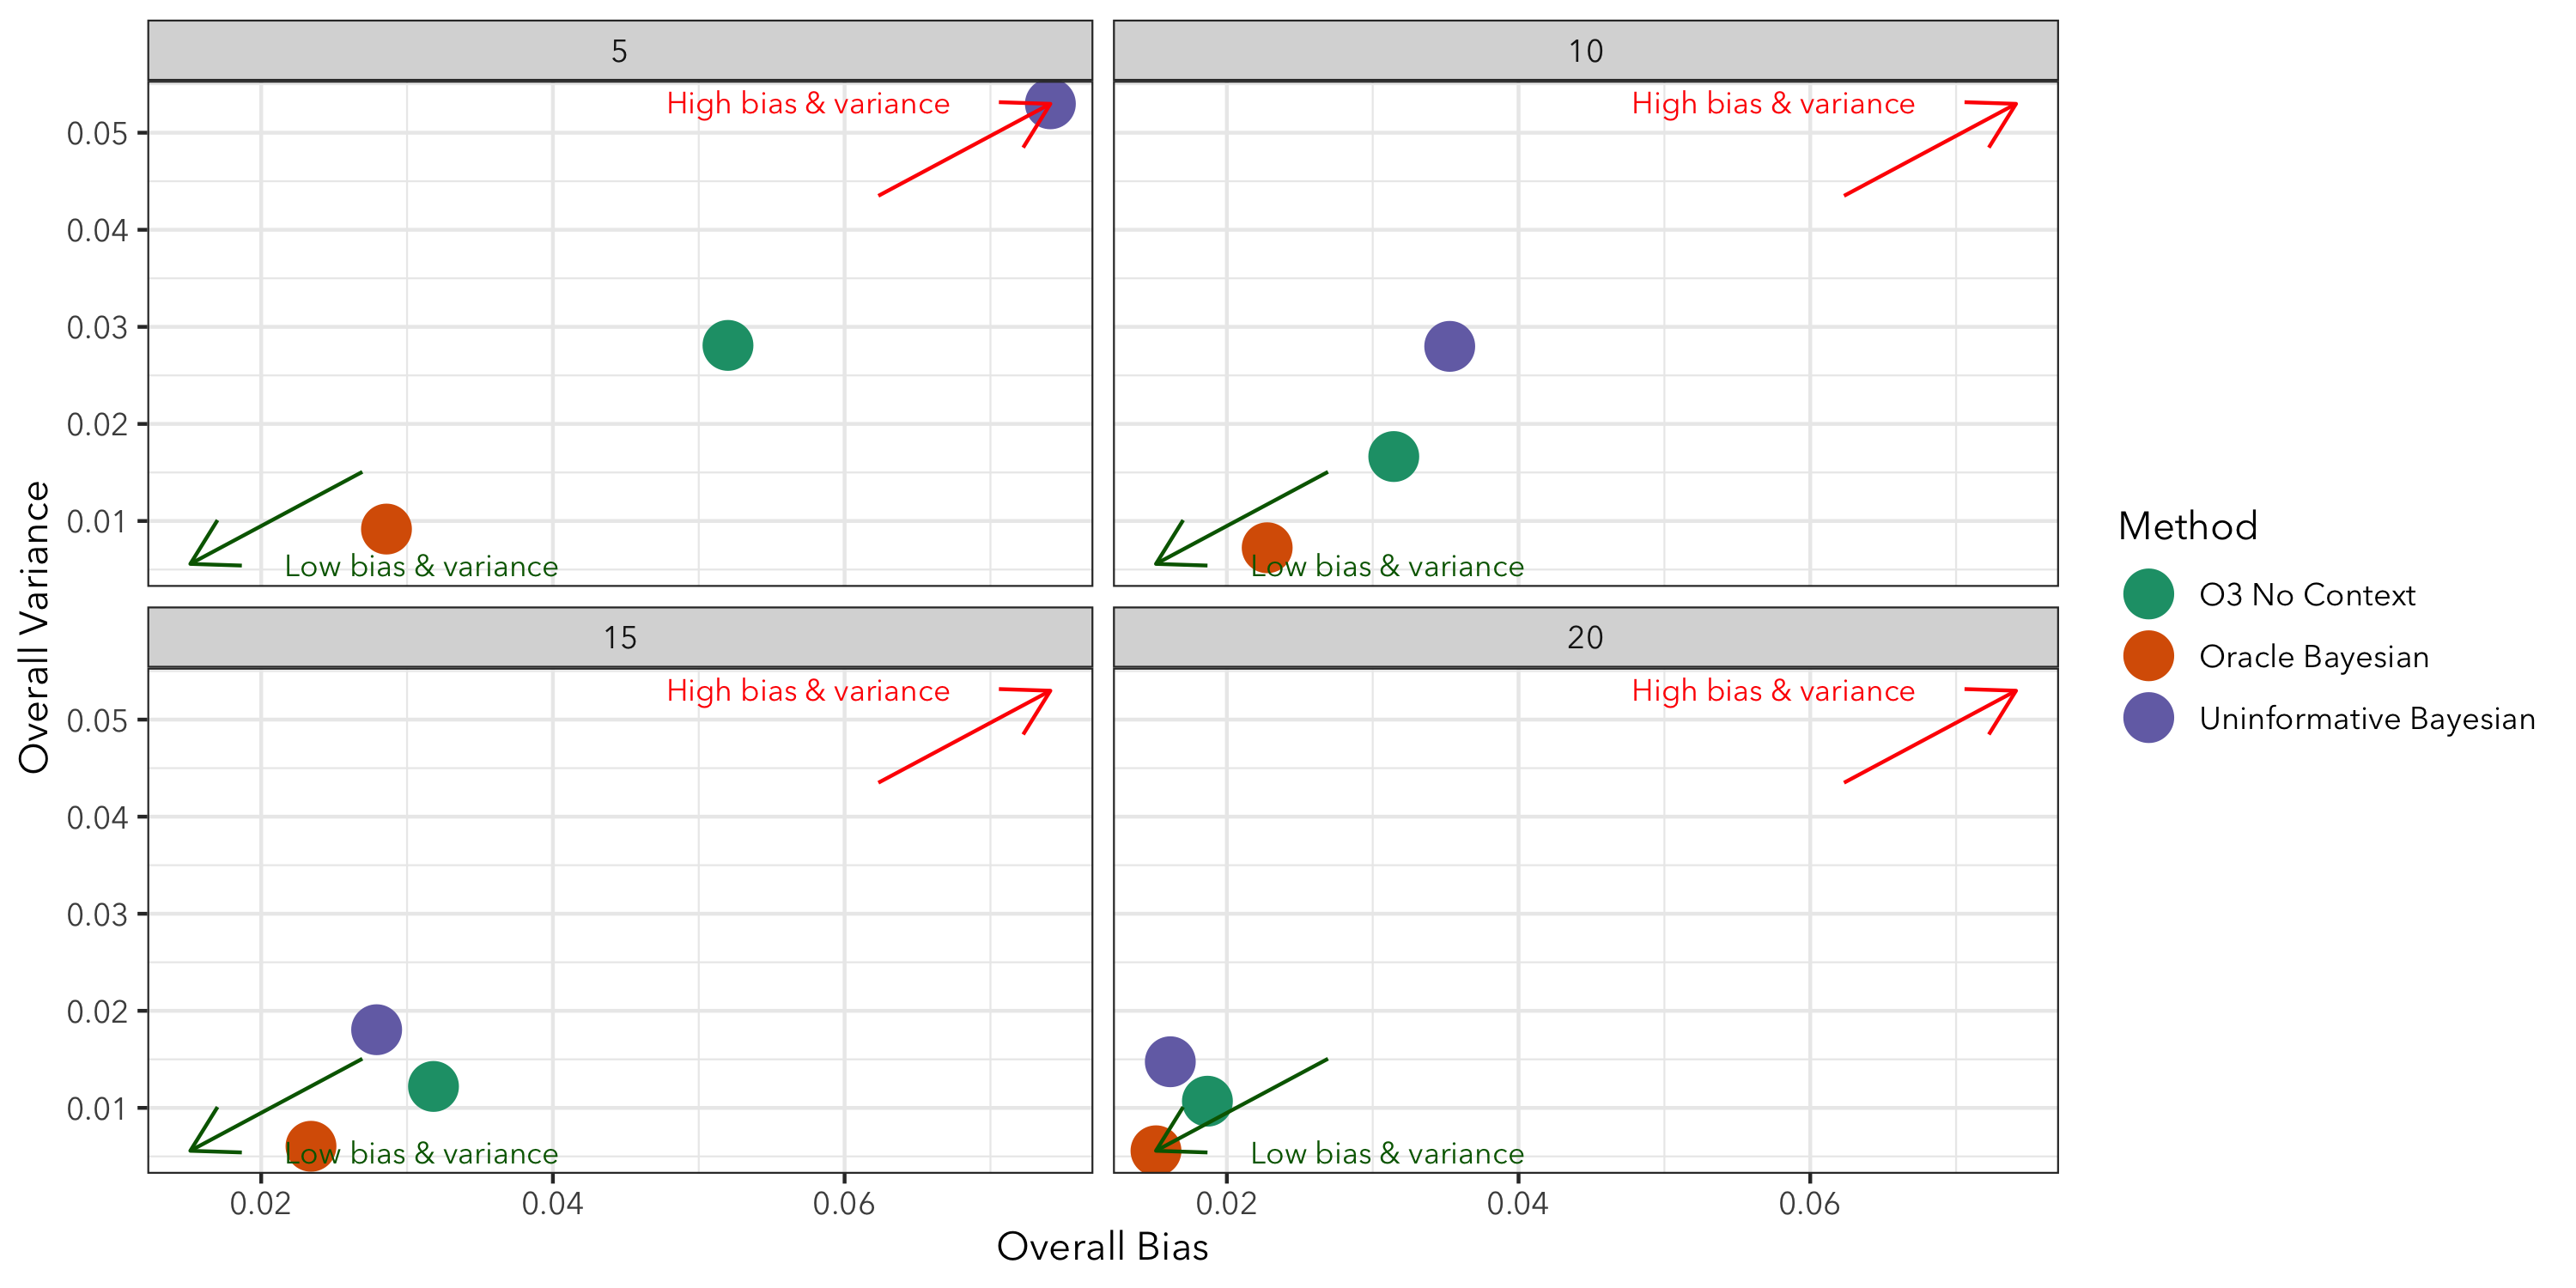 5
10
High bias & variance
High bias & variance
0.05
0.04
0.03
0.02
0.01
Low bias & variance
Low bias & variance
Overall Variance
15
20
High bias & variance
High bias & variance
0.05
0.04
0.03
0.02
0.01
Low bias & variance
Low bias & variance
0.02
0.04
0.06
0.02
0.04
0.06
Overall Bias
Method
O3 No Context
Oracle Bayesian
Uninformative Bayesian